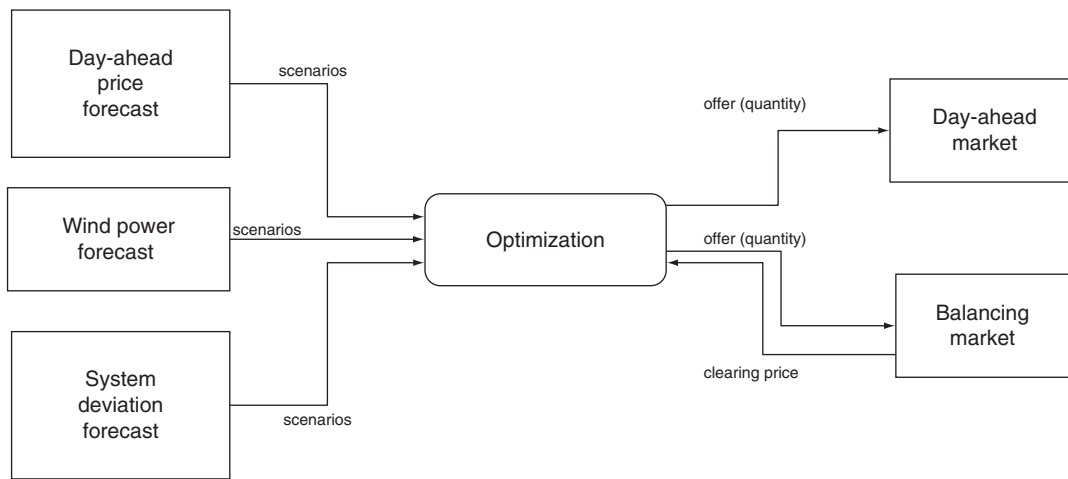 Day-ahead
price
forecast
scenarios
Wind power
forecast
scenarios
System
deviation
forecast
scenarios
Optimization
offer (quantity)
Day-ahead
market
offer (quantity)
Balancing
market
clearing price